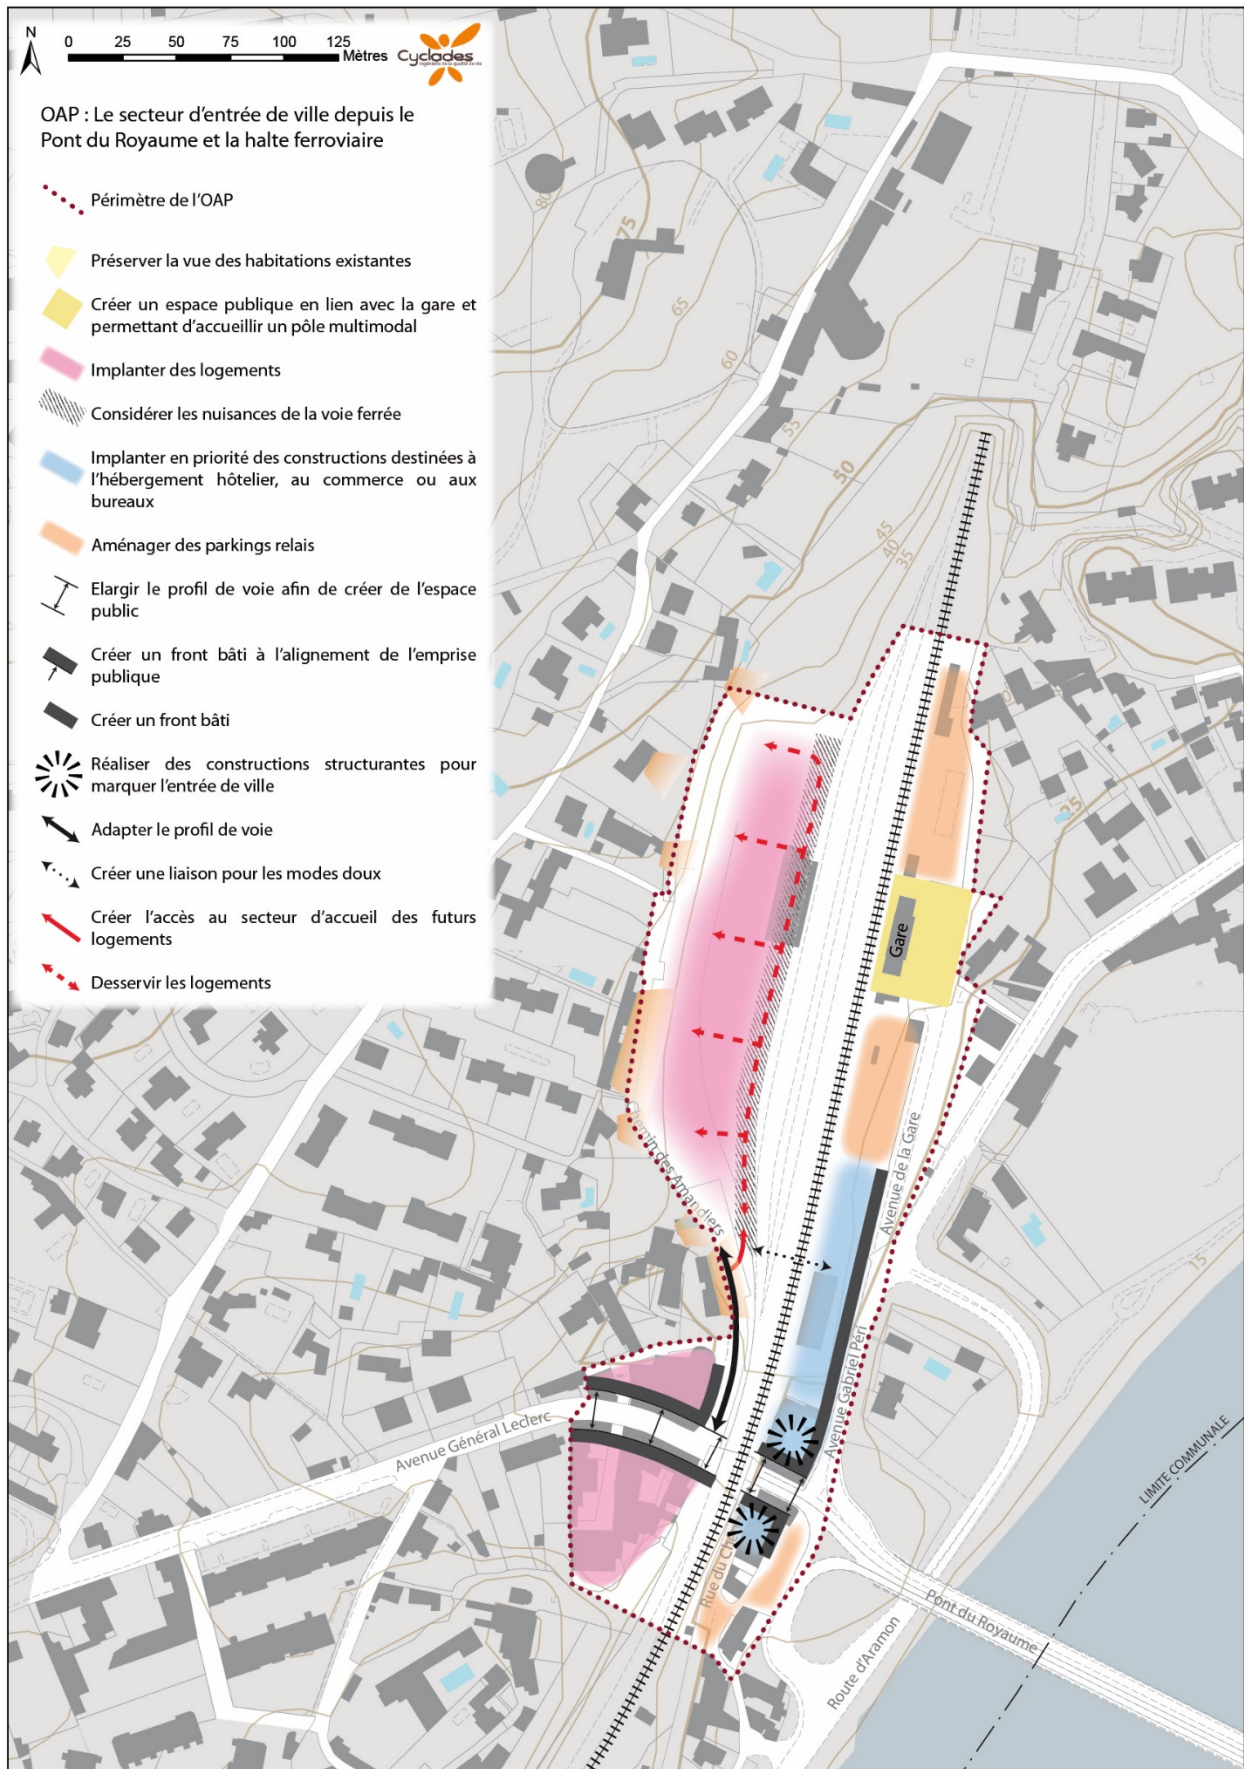 N
0 25 50 75 100 125
Mètres
Cyclades
OAP : Le secteur d'entrée de ville depuis le
Pont du Royaume et la halte ferroviaire
Périmètre de l'OAP
Préserver la vue des habitations existantes
Créer un espace publique en lien avec la gare et
permettant d'accueillir un pôle multimodal
Implanter des logements
Considérer les nuisances de la voie ferrée
Implanter en priorité des constructions destinées à
l'hébergement hôtelier, au commerce ou aux
bureaux
Aménager des parkings relais
Elargir le profil de voie afin de créer de l'espace
public
Créer un front bâti à l'alignement de l'emprise
publique
Créer un front bâti
Réaliser des constructions structurantes pour
marquer l'entrée de ville
Adapter le profil de voie
Créer une liaison pour les modes doux
Créer l'accès au secteur d'accueil des futurs
logements
Desservir les logements
80
75
65
60
55
50
45
40
35
25
15
Gare
Chemin des Amandiers
Avenue de la Gare
Avenue Gabriel Péri
Avenue Général Leclerc
LIMITE COMMUNALE
Rue du
Pont du Royaume
Route d'Aramon